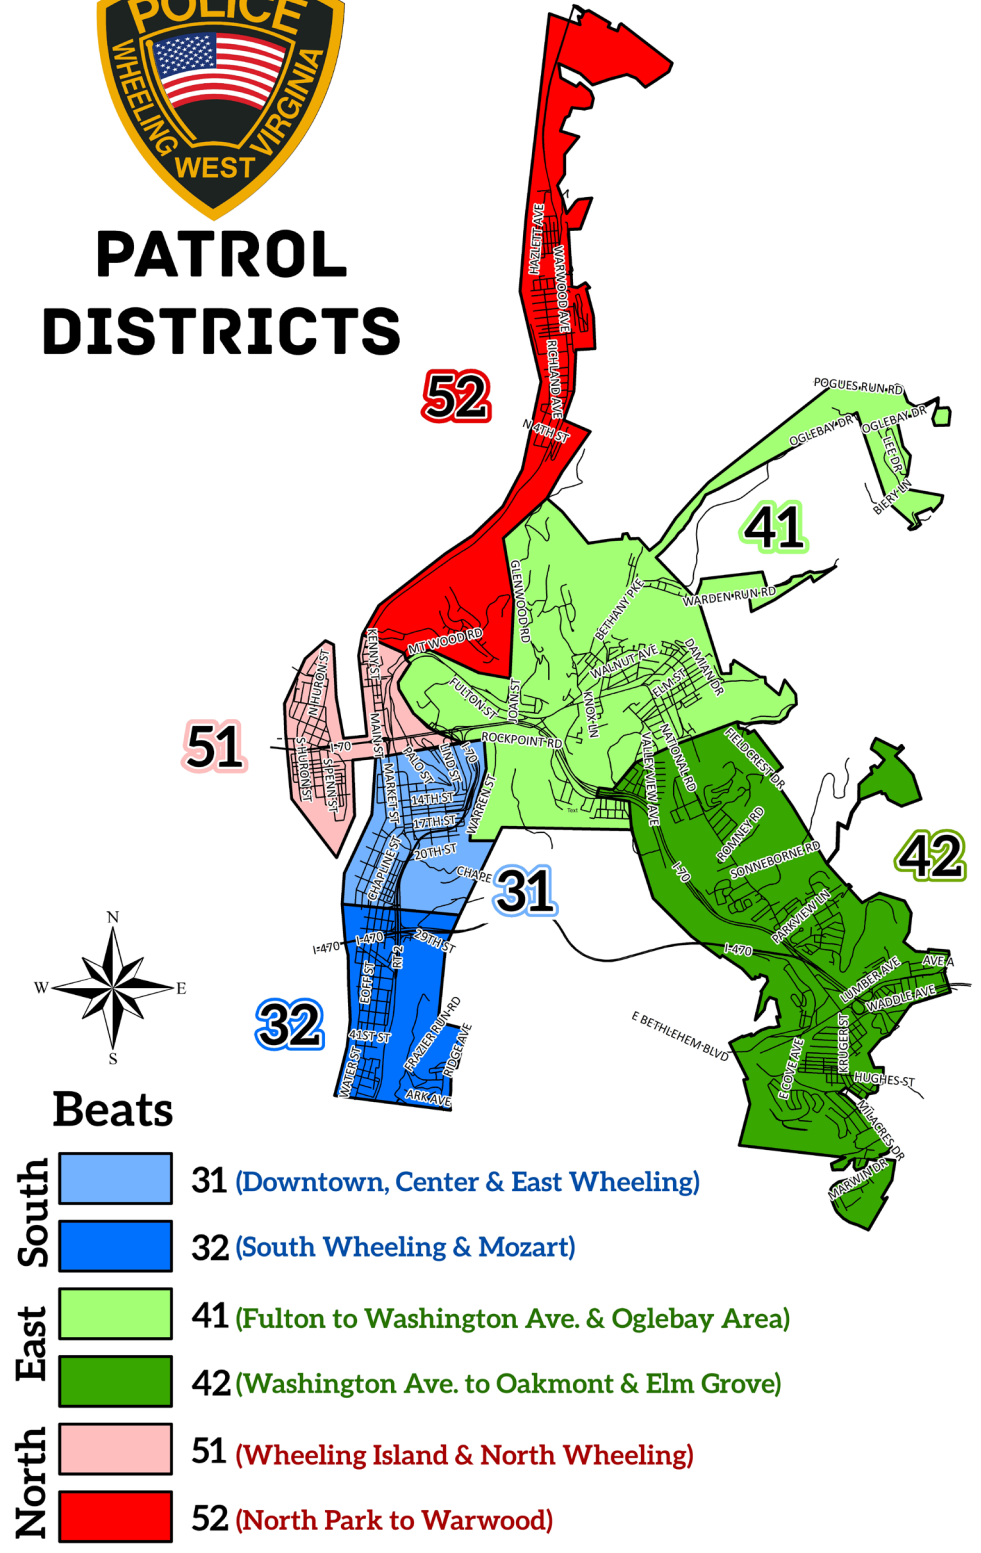 POLICE
WHEELING
WEST
VIRGINIA
PATROL
DISTRICTS
HAZLETT AVE
WARWOOD AVE
RICHLAND AVE
52
N 4TH ST
POGUES RUN RD
OGLEBAY DR
OGLEBAY DR
LEE DR
BIERY LN
41
GLENWOOD RD
BETHANY PKE
WARDEN RUN RD
KENNY ST
MT WOOD RD
WALNUT AVE
DAMIAN DR
ELM ST
N HURON ST
FULTON ST
JOAN ST
KNOX LN
51
I-70
MAIN ST
ROCKPOINT RD
NATIONAL RD
FIELDCREST DR
S HURON ST
S PENN ST
PALO ST
LIND ST
I-70
VALLEY VIEW AVE
MARKET ST
14TH ST
WARREN ST
Text
17TH ST
ROMNEY RD
20TH ST
SONNEBORNE RD
42
CHAPLINE ST
CHAPE
31
I-70
PARKVIEW LN
I-470
I-470
29TH ST
I-470
RT 2
AVE A
LUMBER AVE
WADDLE AVE
EOFF ST
N
W
E
S
32
41ST ST
FRAZIER RUN RD
RIDGE AVE
E BETHLEHEM BLVD
KRUGER ST
E COVE AVE
WATER ST
HUGHES ST
ARK AVE
MILACRES DR
MARWIN DR
Beats
South
31 (Downtown, Center & East Wheeling)
32 (South Wheeling & Mozart)
East
41 (Fulton to Washington Ave. & Oglebay Area)
42 (Washington Ave. to Oakmont & Elm Grove)
North
51 (Wheeling Island & North Wheeling)
52 (North Park to Warwood)